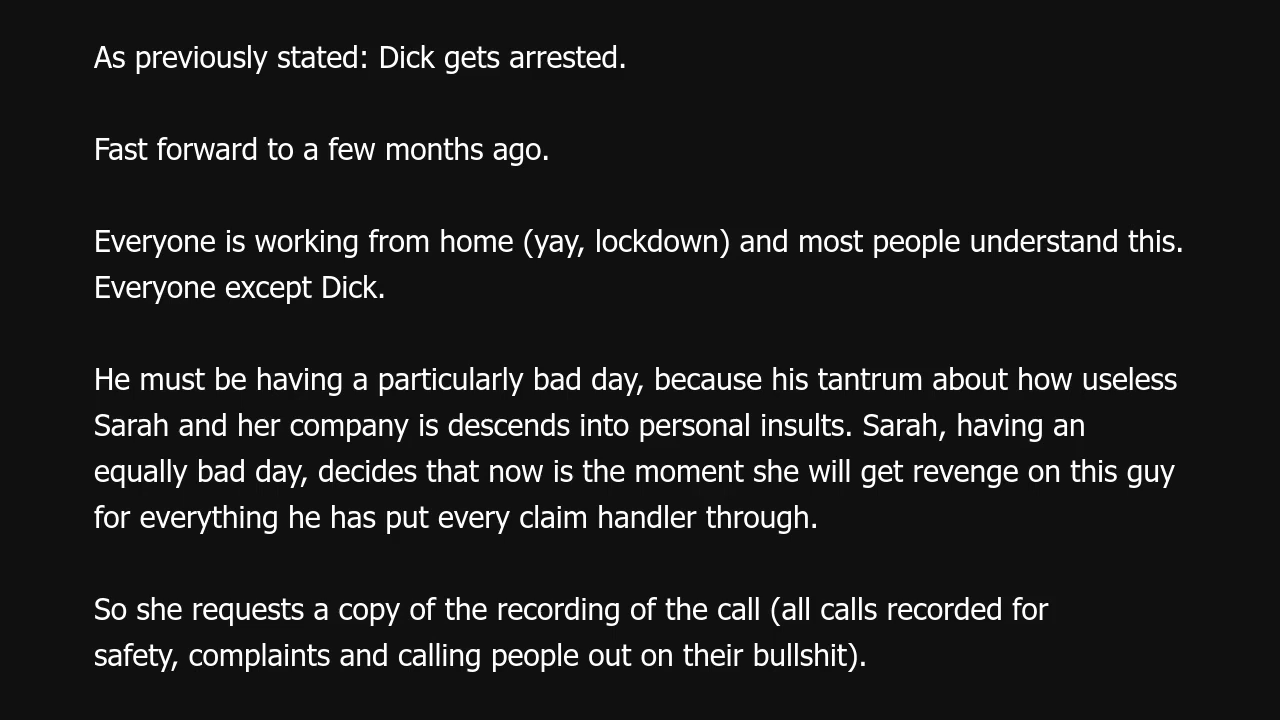 As previously stated: Dick gets arrested.
Fast forward to a few months ago.
Everyone is working from home (yay, lockdown) and most people understand this.
Everyone except Dick.
He must be having a particularly bad day, because his tantrum about how useless
Sarah and her company is descends into personal insults. Sarah, having an
equally bad day, decides that now is the moment she will get revenge on this guy
for everything he has put every claim handler through.
So she requests a copy of the recording of the call (all calls recorded for
safety, complaints and calling people out on their bullshit).